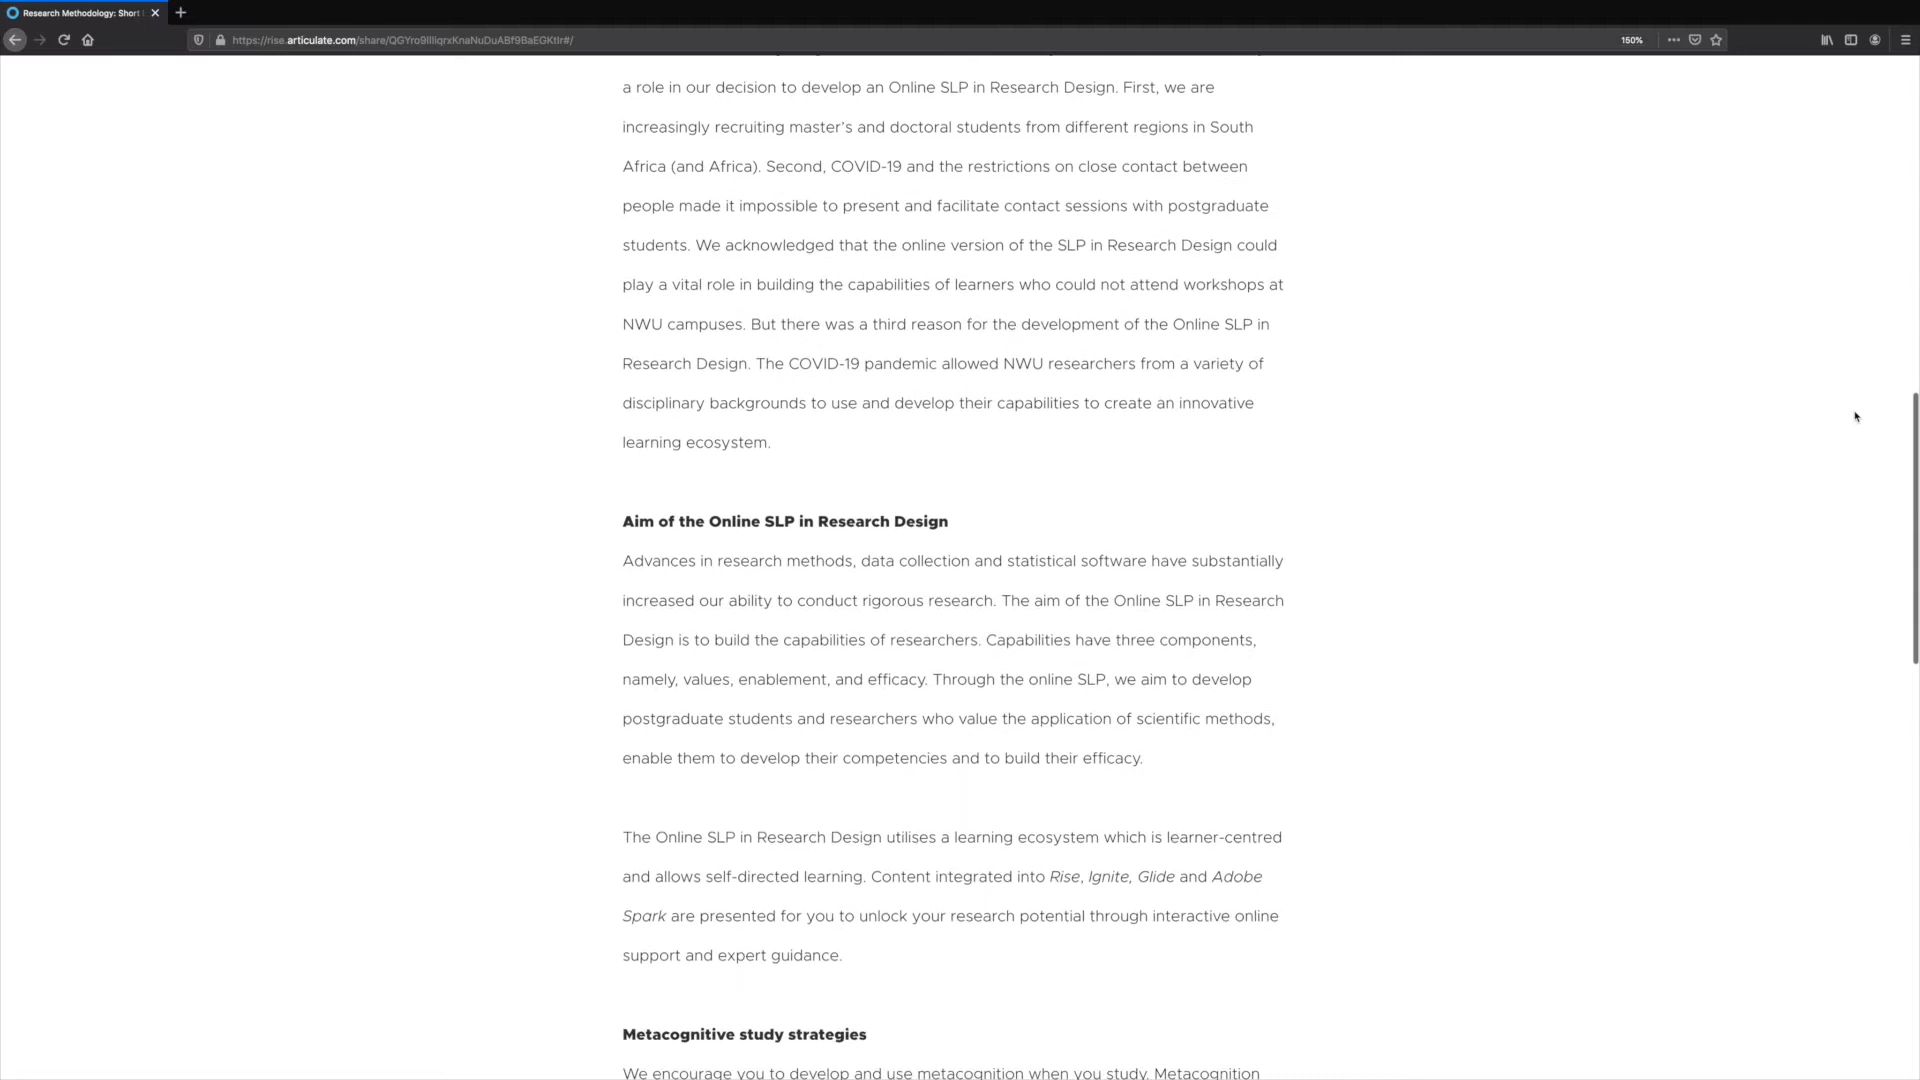 Research Methodology: Short
https://rise.articulate.com/share/
150%
a role in our decision to develop an Online SLP in Research Design. First, we are
increasingly recruiting master's and doctoral students from different regions in South
Africa (and Africa). Second, COVID-19 and the restrictions on close contact between
people made it impossible to present and facilitate contact sessions with postgraduate
students. We acknowledged that the online version of the SLP in Research Design could
play a vital role in building the capabilities of learners who could not attend workshops at
NWU campuses. But there was a third reason for the development of the Online SLP in
Research Design. The COVID-19 pandemic allowed NWU researchers from a variety of
disciplinary backgrounds to use and develop their capabilities to create an innovative
learning ecosystem.
Aim of the Online SLP in Research Design
Advances in research methods, data collection and statistical software have substantially
increased our ability to conduct rigorous research. The aim of the Online SLP in Research
Design is to build the capabilities of researchers. Capabilities have three components,
namely, values, enablement, and efficacy. Through the online SLP, we aim to develop
postgraduate students and researchers who value the application of scientific methods,
enable them to develop their competencies and to build their efficacy.
The Online SLP in Research Design utilises a learning ecosystem which is learner-centred
and allows self-directed learning. Content integrated into Rise, Ignite, Glide and Adobe
Spark are presented for you to unlock your research potential through interactive online
support and expert guidance.
Metacognitive study strategies
We encourage you to develop and use metacognition when you study. Metacognition